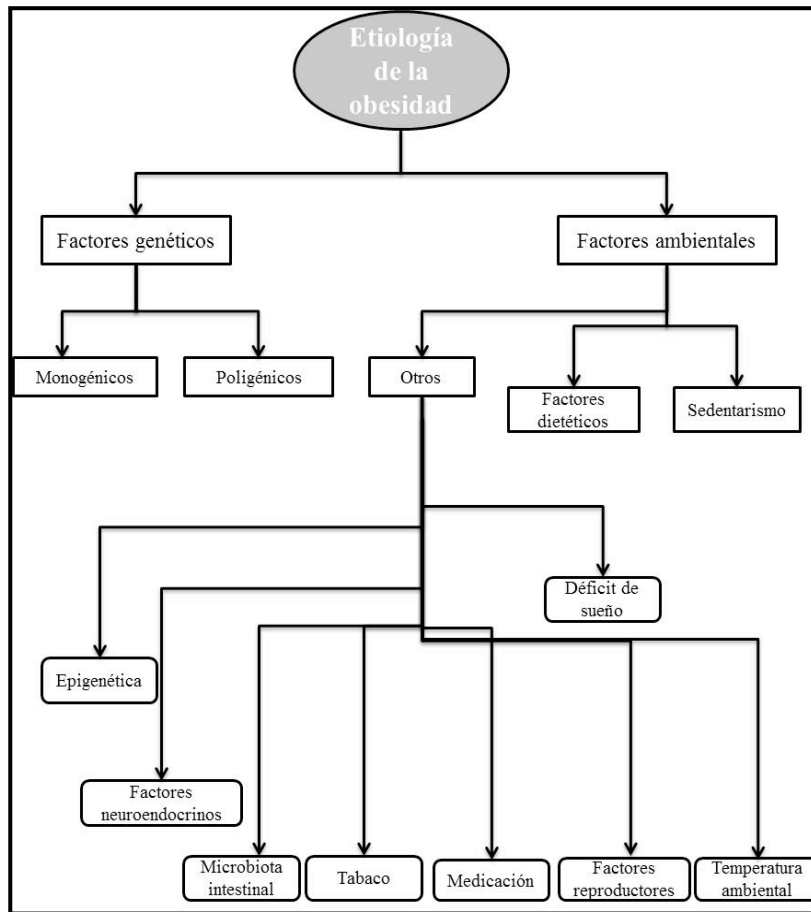 Etiología
de la
obesidad
Factores genéticos
Factores ambientales
Monogénicos
Poligénicos
Otros
Factores
dietéticos
Sedentarismo
Déficit de
sueño
Epigenética
Factores
neuroendocrinos
Microbiota
intestinal
Tabaco
Medicación
Factores
reproductores
Temperatura
ambiental